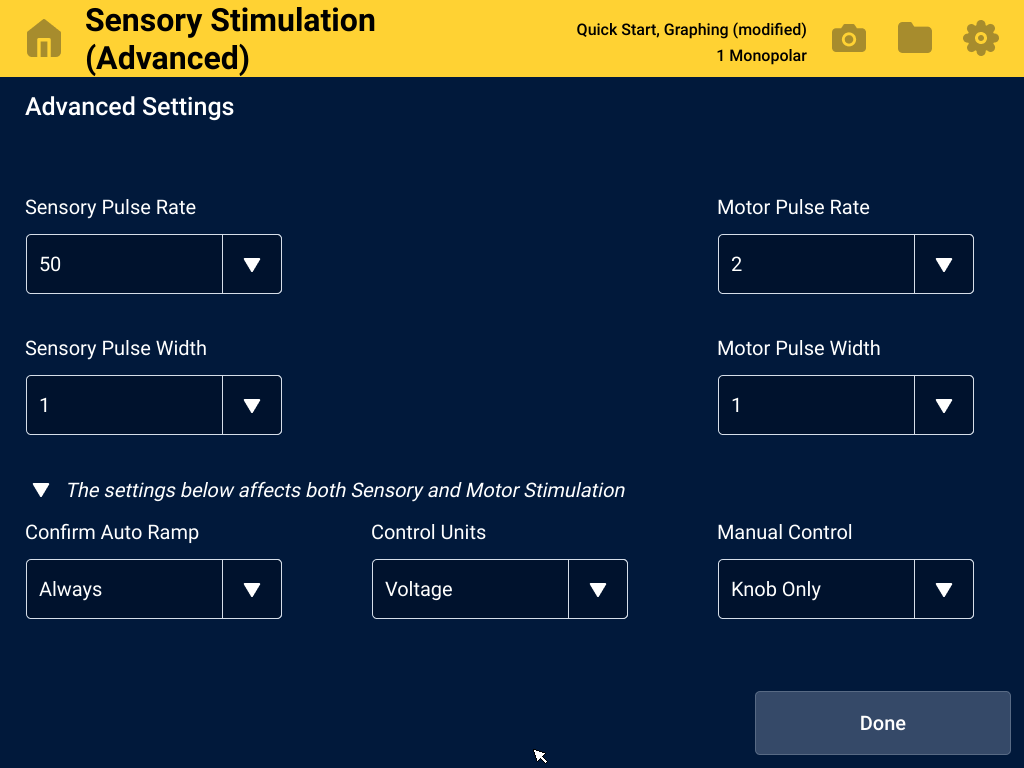 Sensory Stimulation
(Advanced)
Quick Start, Graphing (modified)
1 Monopolar
Advanced Settings
Sensory Pulse Rate
Motor Pulse Rate
50
2
Sensory Pulse Width
Motor Pulse Width
1
1
The settings below affects both Sensory and Motor Stimulation
Confirm Auto Ramp
Control Units
Manual Control
Always
Voltage
Knob Only
Done